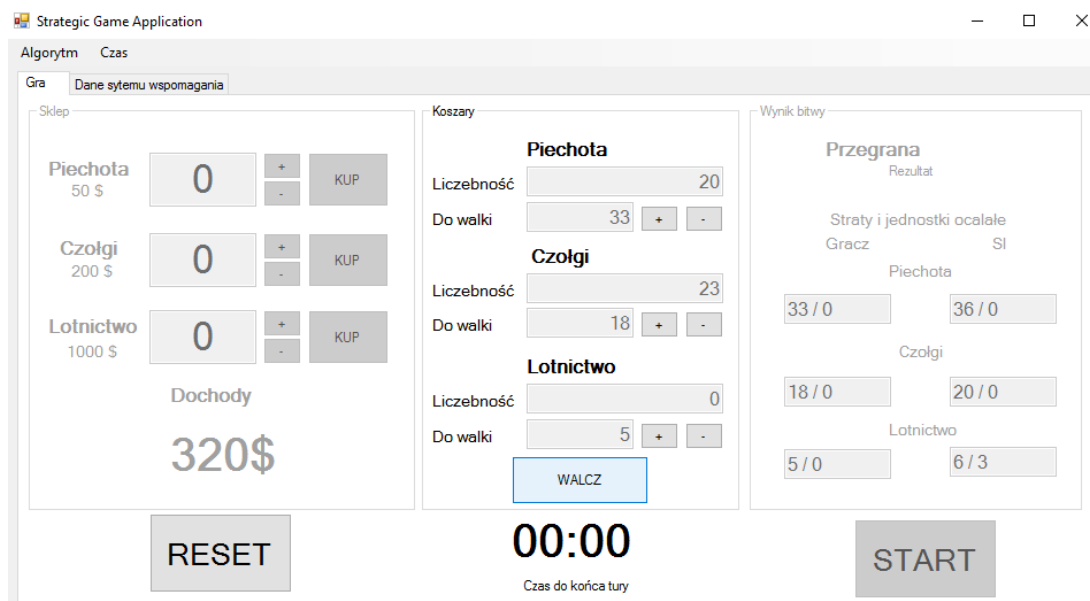 Strategic Game Application
Algorytm Czas
Gra Dane sytemu wspomagania
Sklep
Piechota
50 $
0
+
-
KUP
Czołgi
200 $
0
+
-
KUP
Lotnictwo
1000 $
0
+
-
KUP
Dochody
320$
RESET
Koszary
Piechota
Liczebność 20
Do walki 33 + -
Czołgi
Liczebność 23
Do walki 18 + -
Lotnictwo
Liczebność 0
Do walki 5 + -
WALCZ
00:00
Czas do końca tury
Wynik bitwy
Przegrana
Rezultat
Straty i jednostki ocalałe
Gracz SI
Piechota
33 / 0 36 / 0
Czołgi
18 / 0 20 / 0
Lotnictwo
5 / 0 6 / 3
START